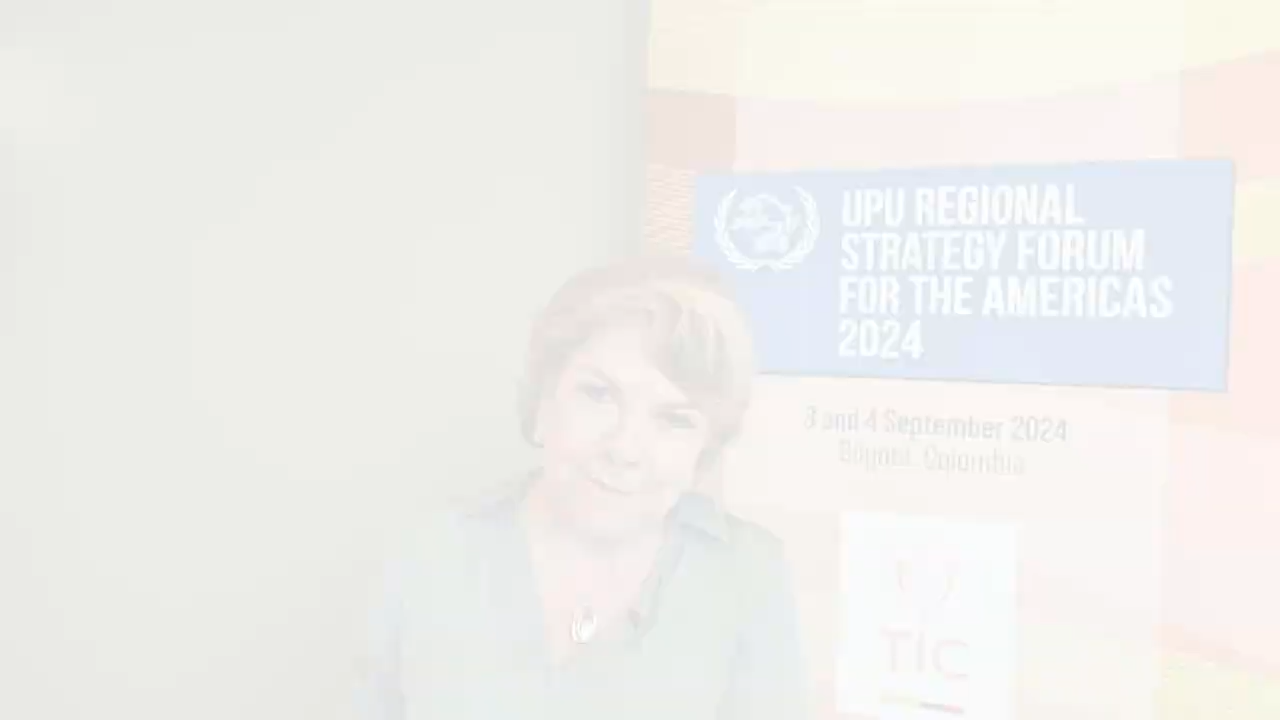 UPU REGIONAL
STRATEGY FORUM
FOR THE AMERICAS
2024
3 and 4 September 2024
Bogotá, Colombia
TIC